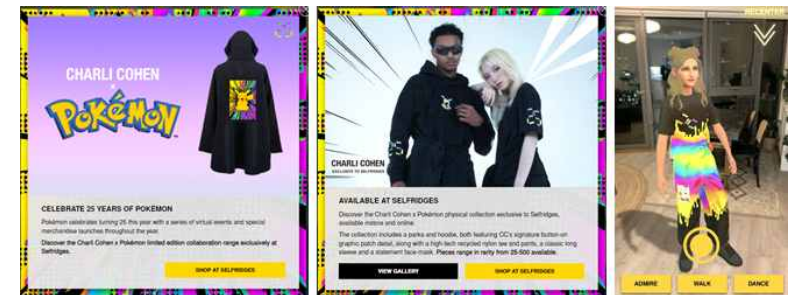 CHARLI COHEN
×
POKÉMON
CELEBRATE 25 YEARS OF POKÉMON
Pokémon celebrates turning 25 this year with a series of virtual events and special
merchandise launches throughout the year.
Discover the Charli Cohen x Pokémon limited edition collaboration range exclusively at
Selfridges.
SHOP AT SELFRIDGES
25
25
CHARLI COHEN
EXCLUSIVE TO SELFRIDGES
AVAILABLE AT SELFRIDGES
Discover the Charli Cohen x Pokémon physical collection exclusive to Selfridges,
available instore and online.
The collection includes a parka and hoodie, both featuring CC's signature button-on
graphic patch detail, along with a high-tech recycled nylon tee and pants, a classic long
sleeve and a statement face-mask. Pieces range in rarity from 25-500 available.
VIEW GALLERY
SHOP AT SELFRIDGES
RECENTER
ADMIRE
WALK
DANCE